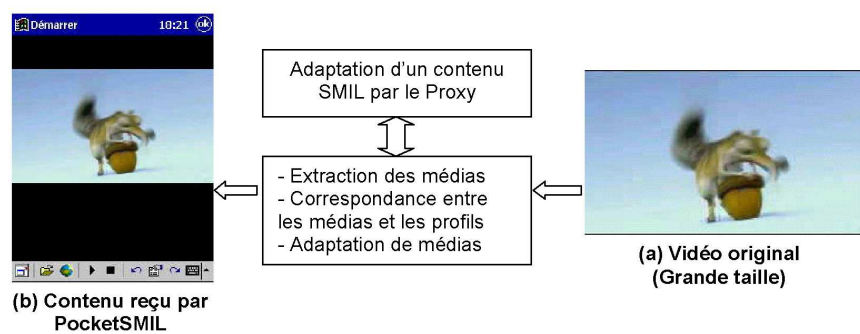 Démarrer 18:21 ok
Adaptation d'un contenu
SMIL par le Proxy
- Extraction des médias
- Correspondance entre
les médias et les profils
- Adaptation de médias
(a) Vidéo original
(Grande taille)
(b) Contenu reçu par
PocketSMIL